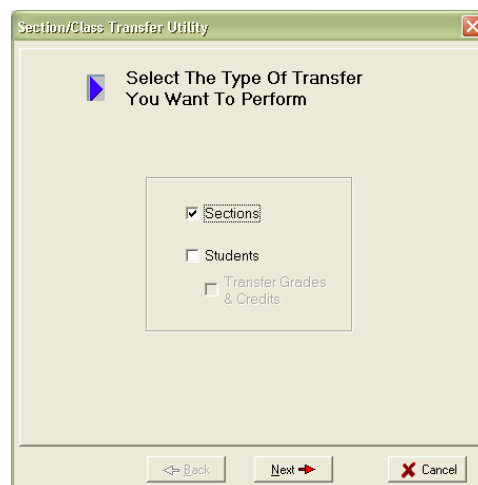 Section/Class Transfer Utility
Select The Type Of Transfer
You Want To Perform
Sections
Students
Transfer Grades
& Credits
Back
Next
Cancel